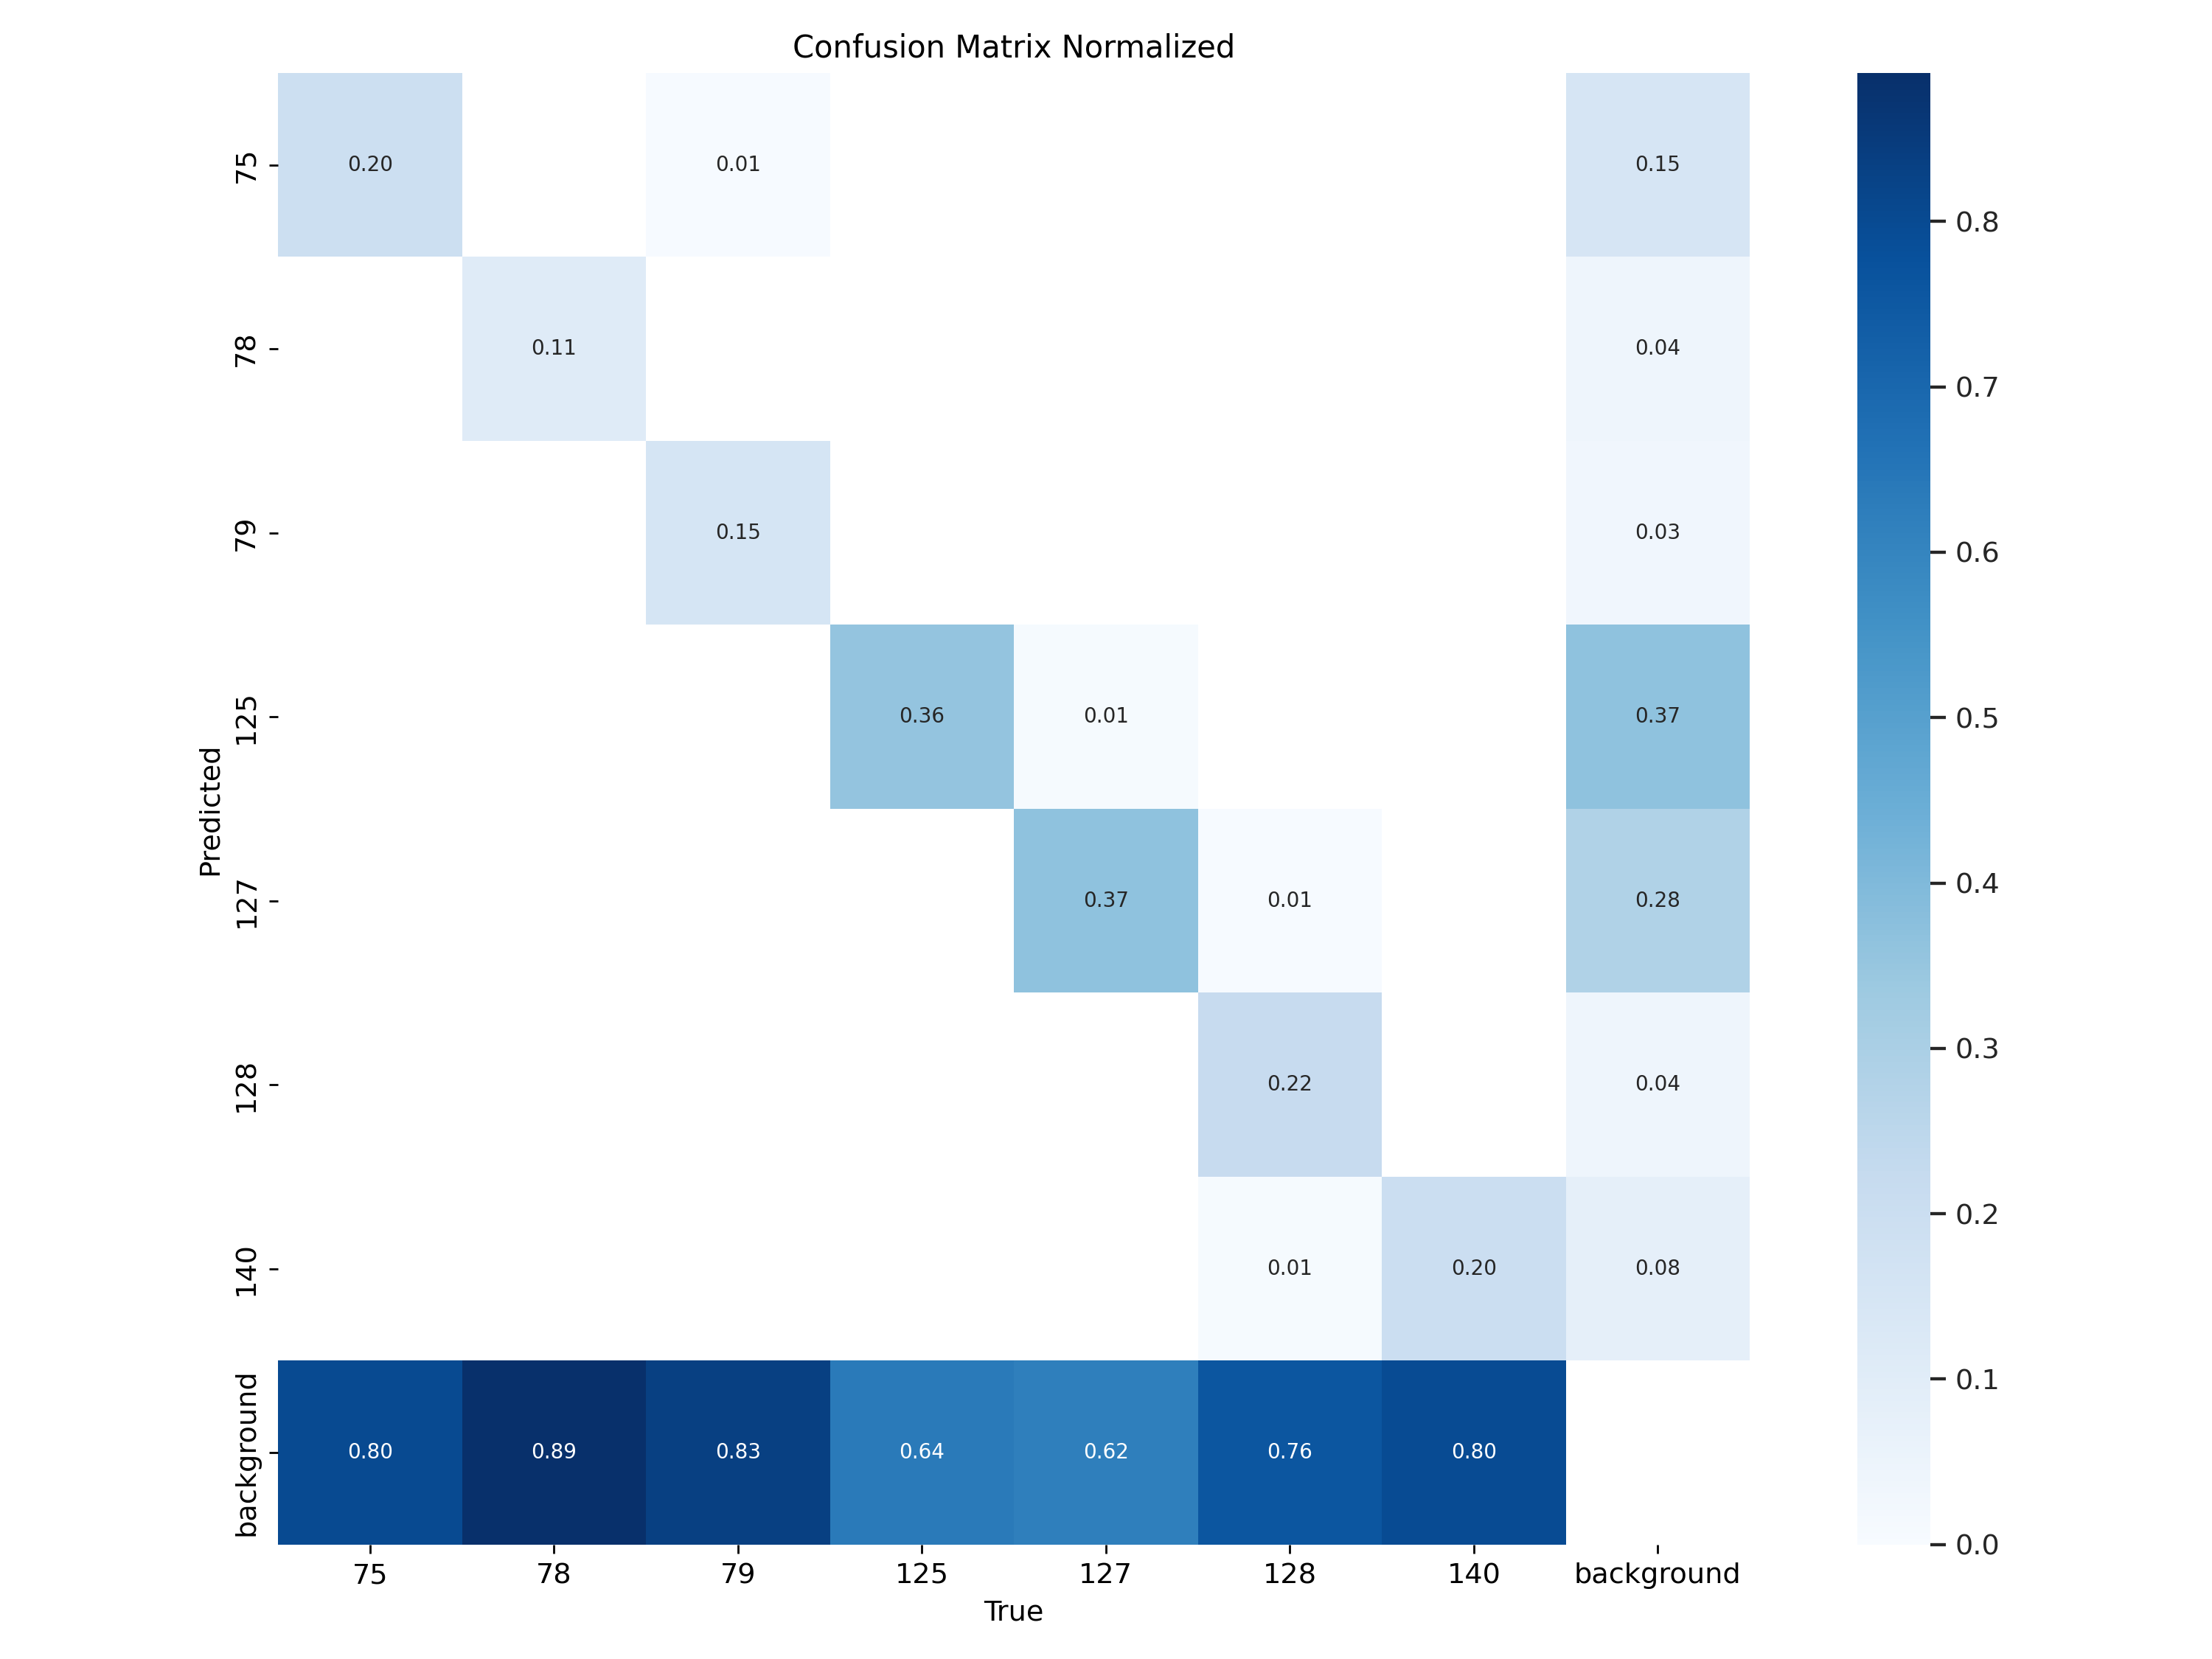 Confusion Matrix Normalized
75 0.20 0.01 0.15
78 0.11 0.04
79 0.15 0.03
125 0.36 0.01 0.37
127 0.37 0.01 0.28
128 0.22 0.04
140 0.01 0.20 0.08
background 0.80 0.89 0.83 0.64 0.62 0.76 0.80
75 78 79 125 127 128 140 background
True
Predicted
0.8
0.7
0.6
0.5
0.4
0.3
0.2
0.1
0.0